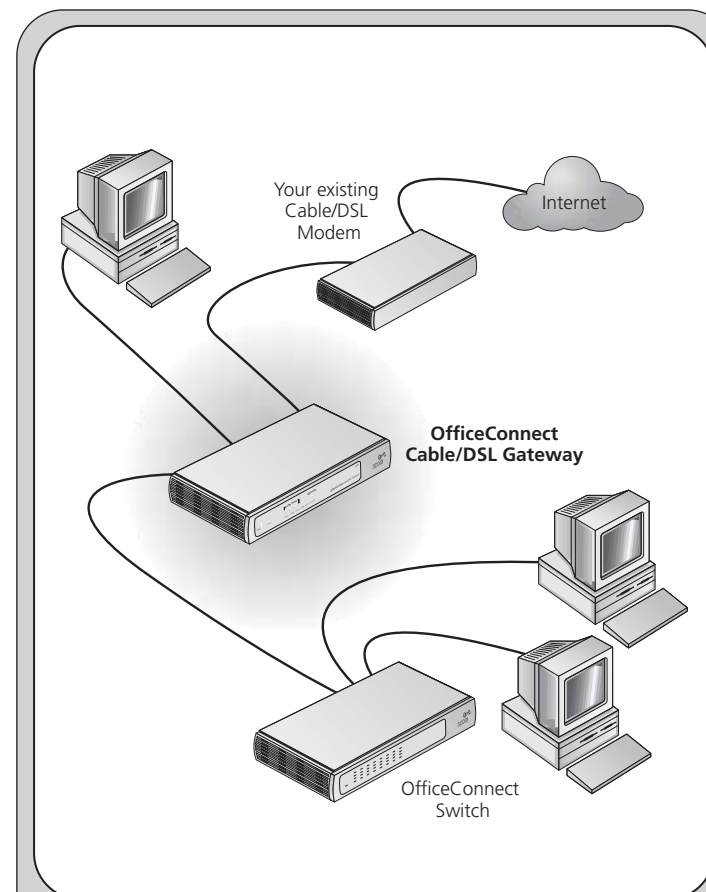 Your existing
Cable/DSL
Modem
Internet
OfficeConnect
Cable/DSL Gateway
OfficeConnect
Switch